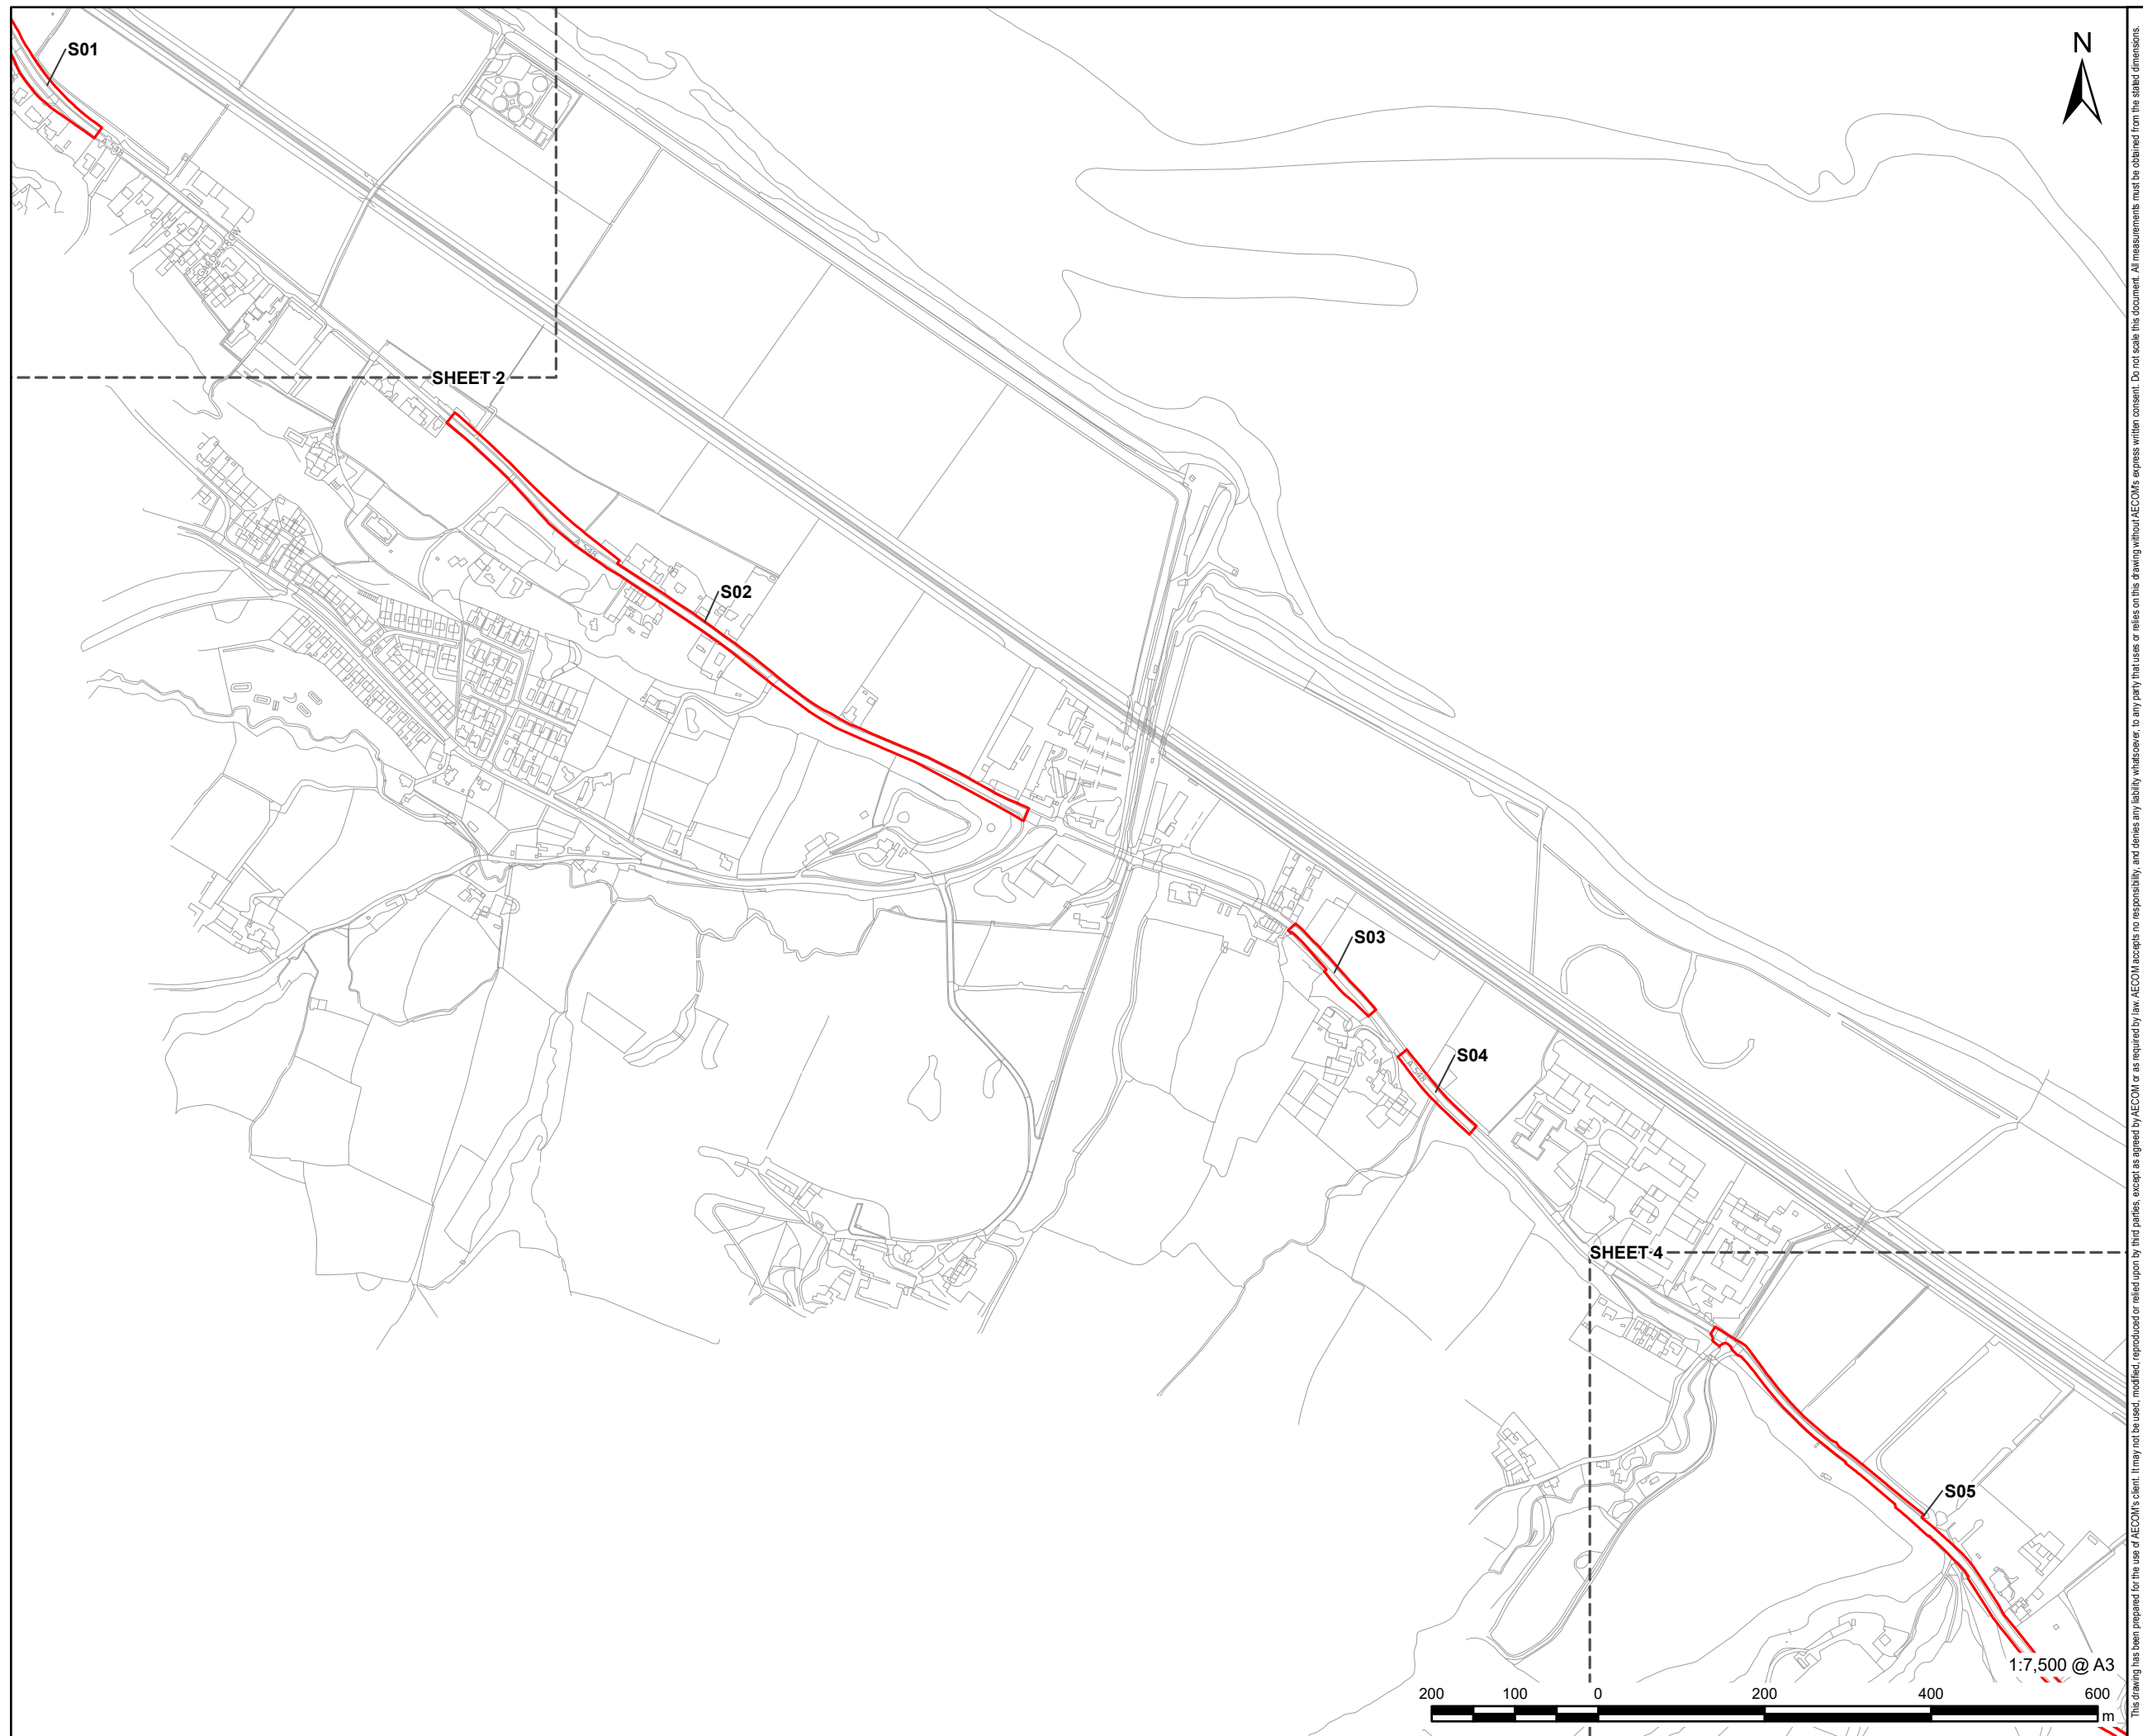 S01
N
A 548
SHEET 2
A 548
S02
S03
S04
A 548
SHEET 4
S05
1:7,500 @ A3
200 100 0 200 400 600
m
This drawing has been prepared for the use of AECOM's client. It may not be used, modified, reproduced or relied upon by third parties, except as agreed by AECOM or as required by law. AECOM accepts no responsibility, and denies any liability whatsoever, to any party that uses or relies on this drawing without AECOM's express written consent. Do not scale this document. All measurements must be obtained from the stated dimensions.